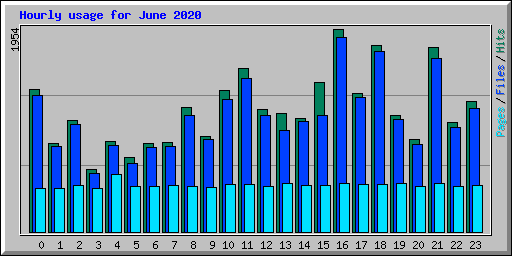 Hourly usage for June 2020
1954
Pages/Files/Hits
0 1 2 3 4 5 6 7 8 9 10 11 12 13 14 15 16 17 18 19 20 21 22 23